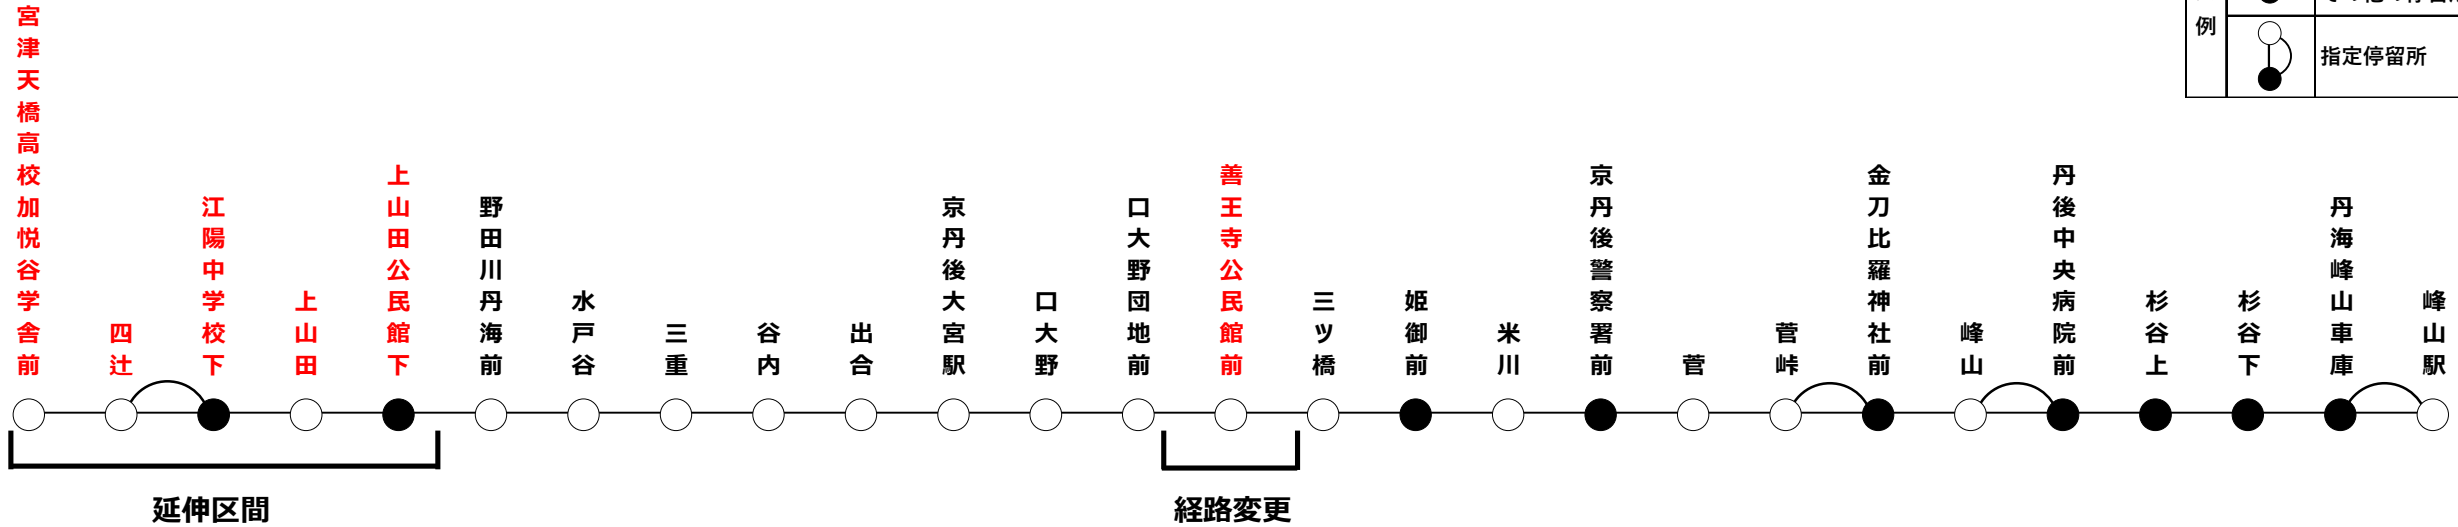 宮津天橋高校加悦谷学舎前
四辻
江陽中学校下
上山田
上山田公民館下
野田川丹海前
水戸谷
三重
谷内
出合
京丹後大宮駅
口大野
口大野団地前
善王寺公民館前
三ツ橋
姫御前
米川
京丹後警察署前
菅
菅峠
金刀比羅神社前
峰山
丹後中央病院前
杉谷上
杉谷下
丹海峰山車庫
峰山駅
例
指定停留所
延伸区間
経路変更